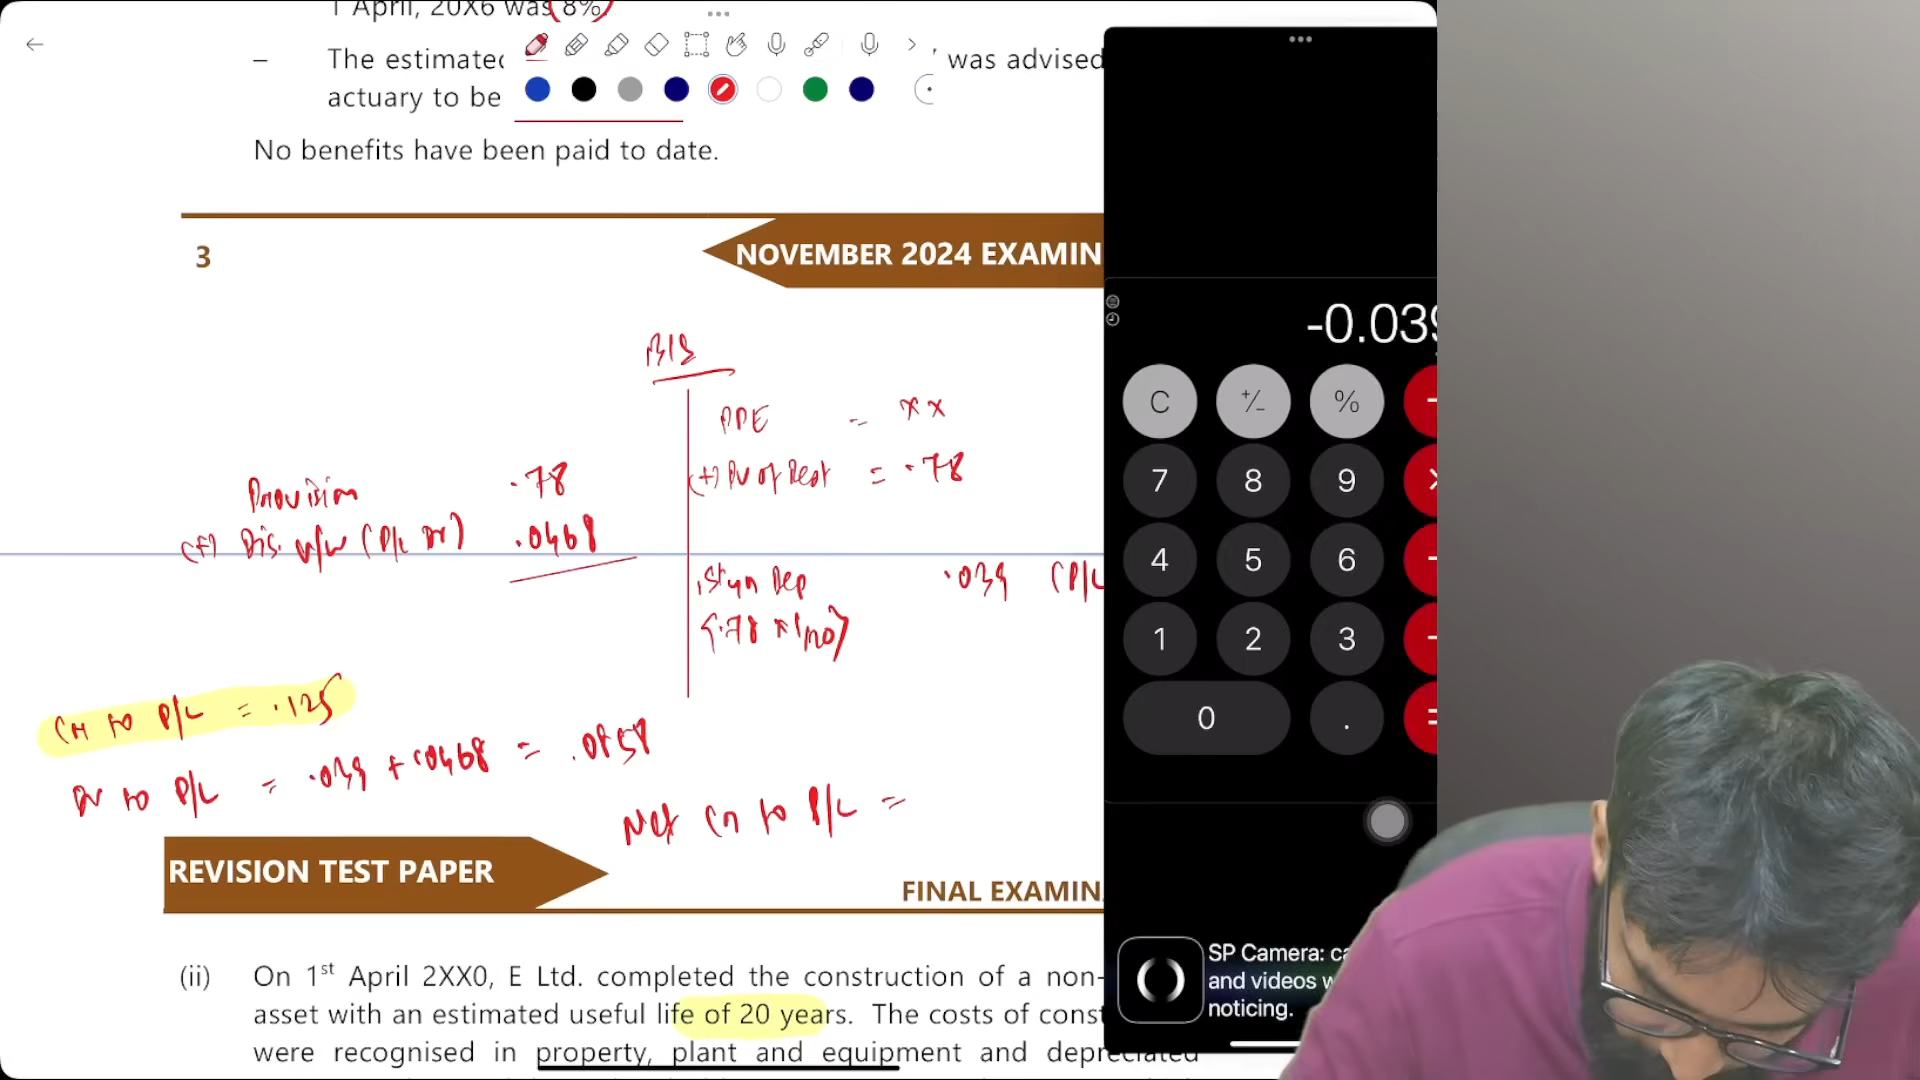 1 April, 20X6 was (8%)
– The estimated was advised
actuary to be
No benefits have been paid to date.
3
NOVEMBER 2024 EXAMIN
-0.039
C +/- %
7 8 9
4 5 6
1 2 3
0 .
B/S
PPE = xx
Provision .78
(+) PV of Rest = .78
(+) Dis. u/w (P/L Dr) .0468
Styn Dep .039 (P/L
{.78 x 1/20}
Cr to P/L = .125
Dr to P/L = .039 + .0468 = .0858
Net Cr to P/L =
REVISION TEST PAPER
FINAL EXAMIN
(ii) On 1st April 2XX0, E Ltd. completed the construction of a non-
asset with an estimated useful life of 20 years. The costs of const
were recognised in property, plant and equipment and depreciated
SP Camera: ca
and videos w
noticing.